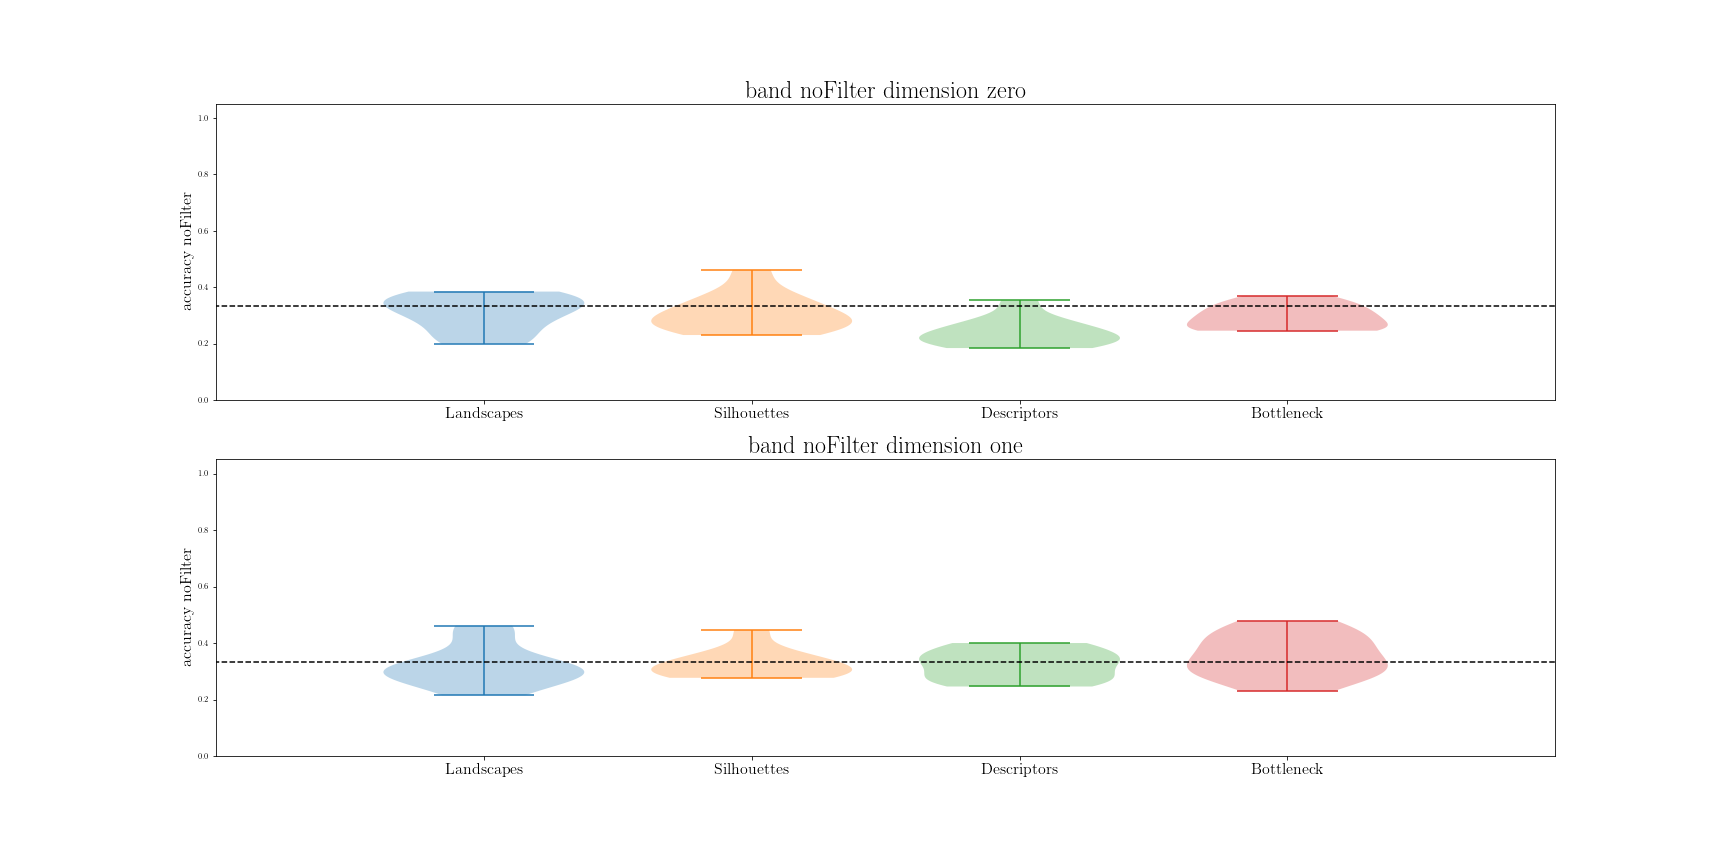 band noFilter dimension zero
accuracy noFilter
1.0
0.8
0.6
0.4
0.2
0.0
Landscapes Silhouettes Descriptors Bottleneck
band noFilter dimension one
accuracy noFilter
1.0
0.8
0.6
0.4
0.2
0.0
Landscapes Silhouettes Descriptors Bottleneck